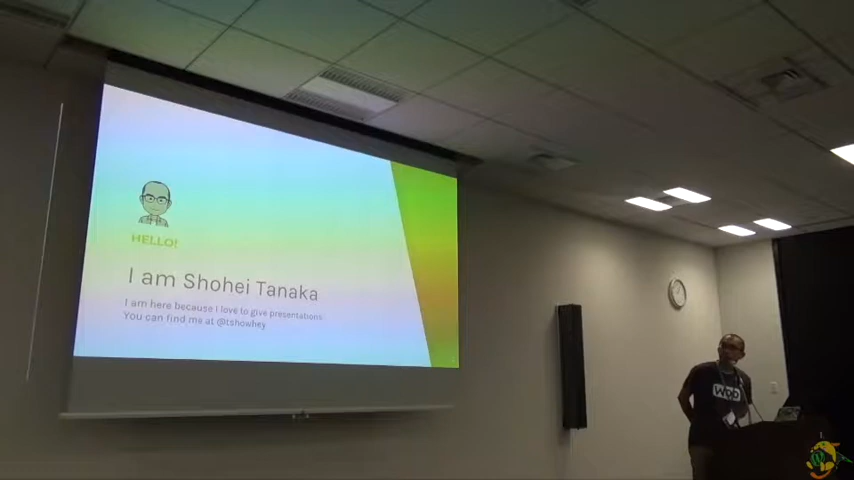 HELLO!
I am Shohei Tanaka
I am here because I love to give presentations.
You can find me at @tshowhey
Woo